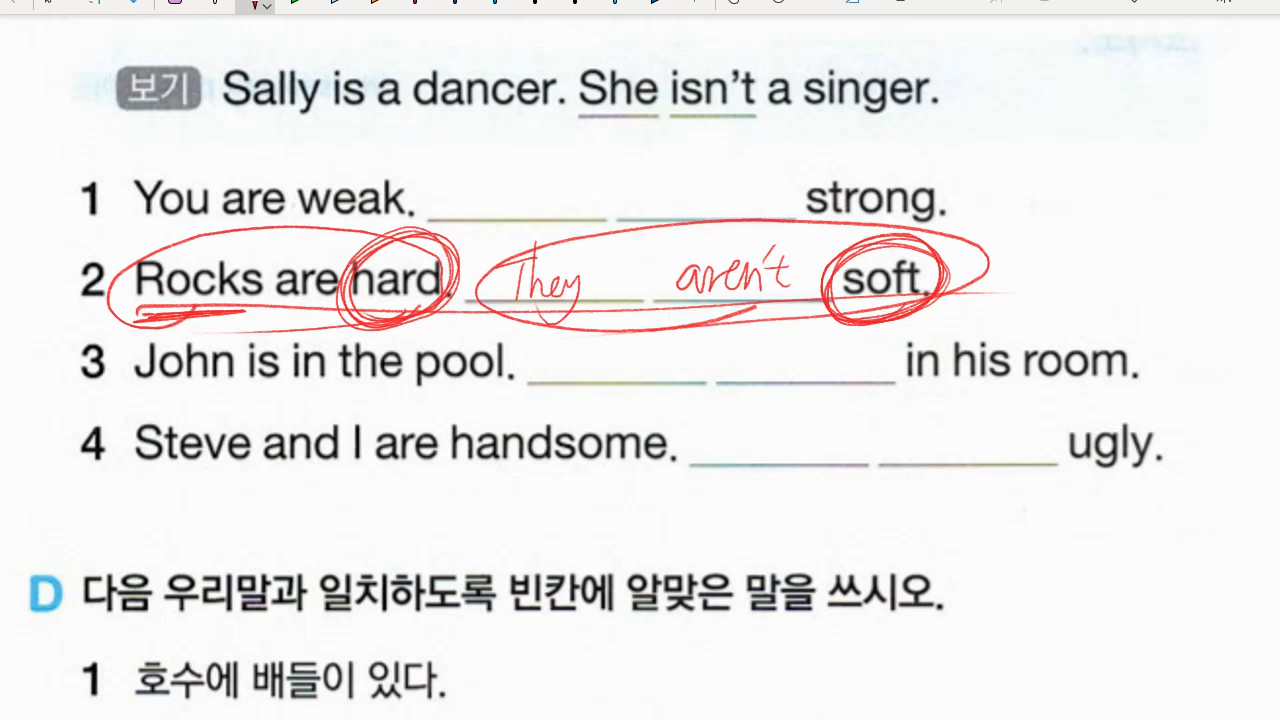 보기 Sally is a dancer. She isn't a singer.
1 You are weak. strong.
2 Rocks are hard. They aren't soft.
3 John is in the pool. in his room.
4 Steve and I are handsome. ugly.
D 다음 우리말과 일치하도록 빈칸에 알맞은 말을 쓰시오.
1 호수에 배들이 있다.